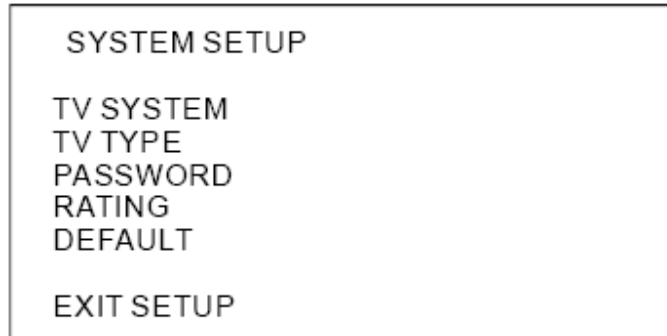 SYSTEM SETUP
TV SYSTEM
TV TYPE
PASSWORD
RATING
DEFAULT
EXIT SETUP